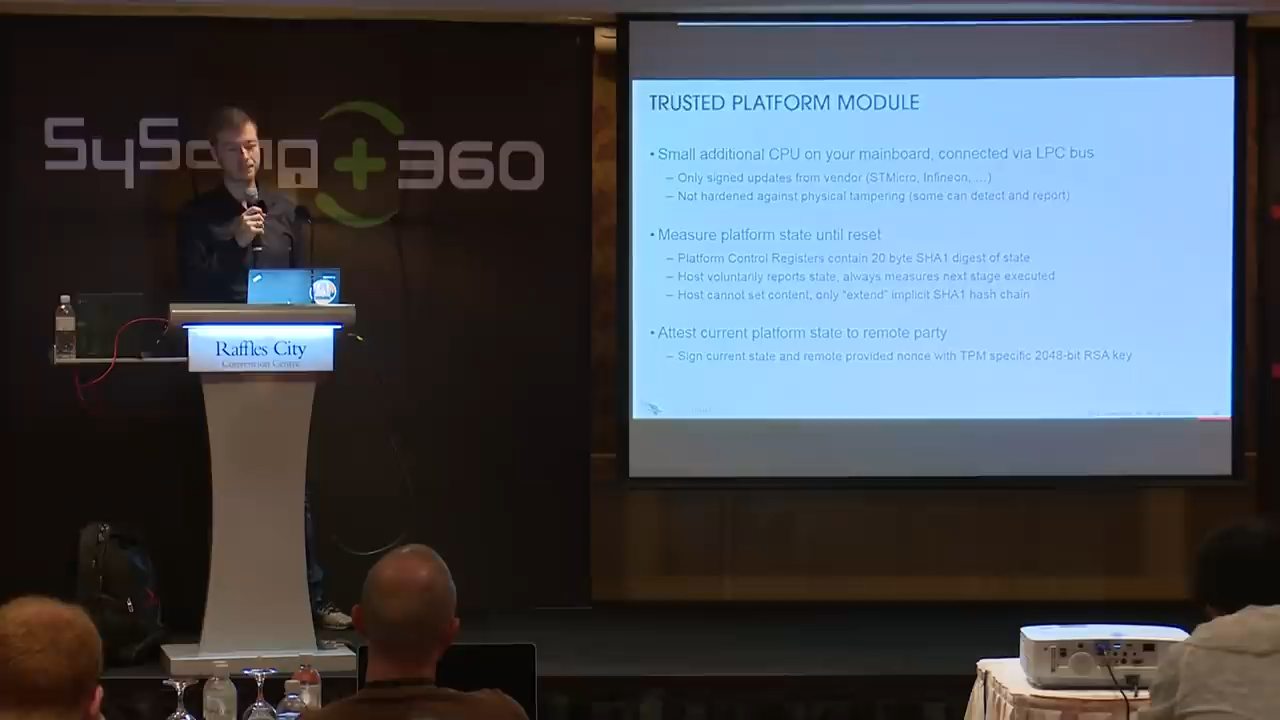 SyScan +360
Raffles City
Convention Centre
TRUSTED PLATFORM MODULE
• Small additional CPU on your mainboard, connected via LPC bus
– Only signed updates from vendor (STMicro, Infineon, …)
– Not hardened against physical tampering (some can detect and report)
• Measure platform state until reset
– Platform Control Registers contain 20 byte SHA1 digest of state
– Host voluntarily reports state, always measures next stage executed
– Host cannot set content, only “extend” implicit SHA1 hash chain
• Attest current platform state to remote party
– Sign current state and remote provided nonce with TPM specific 2048-bit RSA key